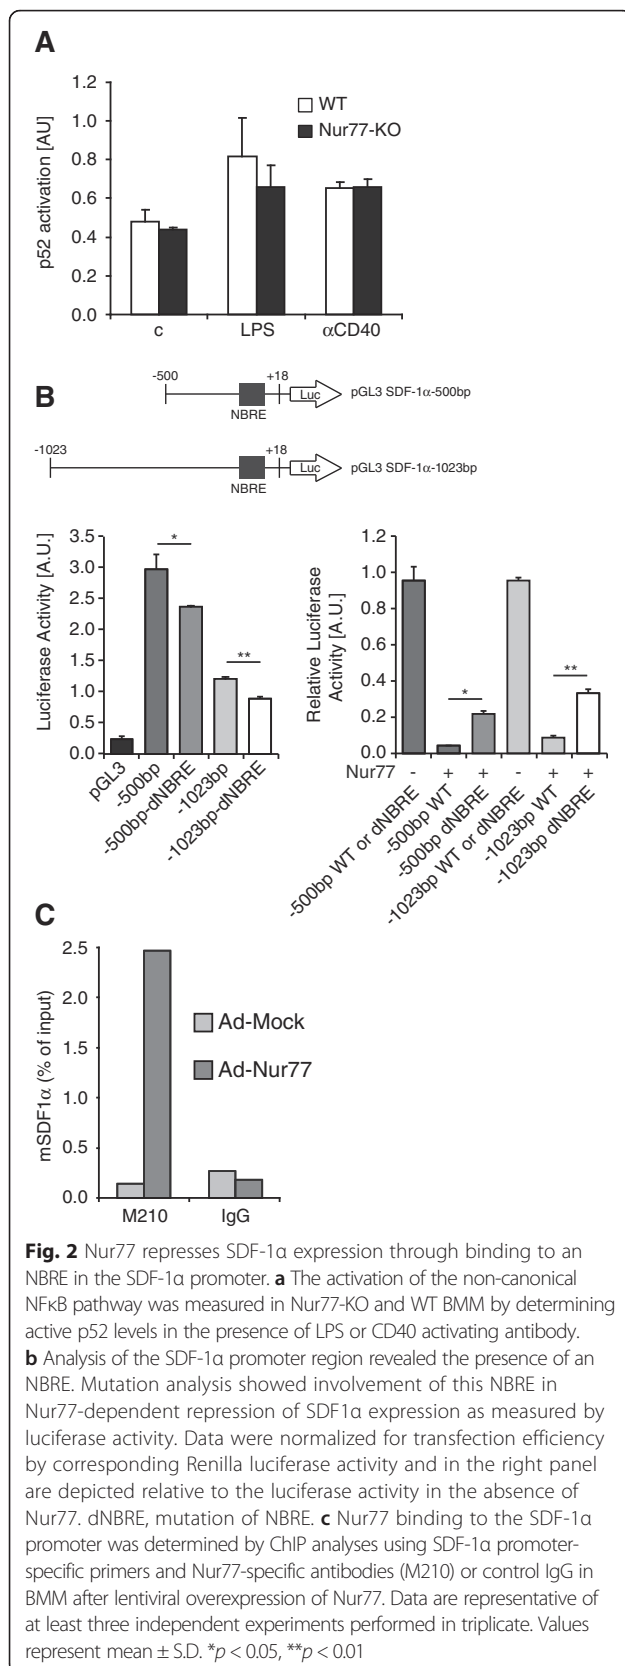 A
1.2
1.0
0.8
0.6
0.4
0.2
0.0
p52 activation [AU]
WT
Nur77-KO
c LPS αCD40
B
-500 +18
Luc
NBRE
pGL3 SDF-1α-500bp
-1023 +18
Luc
NBRE
pGL3 SDF-1α-1023bp
Luciferase Activity [A.U.]
3.5
3.0
2.5
2.0
1.5
1.0
0.5
0.0
*
**
pGL3
-500bp
-500bp-dNBRE
-1023bp
-1023bp-dNBRE
Relative Luciferase
Activity [A.U.]
1.2
1.0
0.8
0.6
0.4
0.2
0.0
*
**
Nur77 - + + - + +
-500bp WT or dNBRE
-500bp WT
-500bp dNBRE
-1023bp WT or dNBRE
-1023bp WT
-1023bp dNBRE
C
2.5
2.0
1.5
1.0
0.5
0.0
mSDF1α (% of input)
Ad-Mock
Ad-Nur77
M210 IgG
Fig. 2 Nur77 represses SDF-1α expression through binding to an
NBRE in the SDF-1α promoter. a The activation of the non-canonical
NFκB pathway was measured in Nur77-KO and WT BMM by determining
active p52 levels in the presence of LPS or CD40 activating antibody.
b Analysis of the SDF-1α promoter region revealed the presence of an
NBRE. Mutation analysis showed involvement of this NBRE in
Nur77-dependent repression of SDF1α expression as measured by
luciferase activity. Data were normalized for transfection efficiency
by corresponding Renilla luciferase activity and in the right panel
are depicted relative to the luciferase activity in the absence of
Nur77. dNBRE, mutation of NBRE. c Nur77 binding to the SDF-1α
promoter was determined by ChIP analyses using SDF-1α promoter-
specific primers and Nur77-specific antibodies (M210) or control IgG in
BMM after lentiviral overexpression of Nur77. Data are representative of
at least three independent experiments performed in triplicate. Values
represent mean ± S.D. *p < 0.05, **p < 0.01